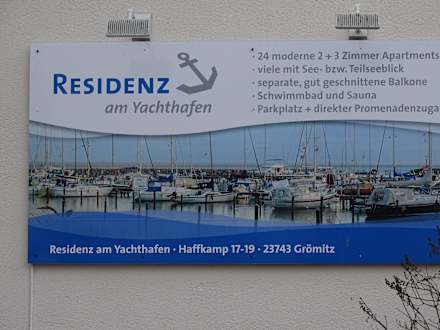 RESIDENZ
am Yachthafen
· 24 moderne 2 + 3 Zimmer Apartments
· viele mit See- bzw. Teilseeblick
· separate, gut geschnittene Balkone
· Schwimmbad und Sauna
· Parkplatz + direkter Promenadenzuga
Residenz am Yachthafen · Haffkamp 17-19 · 23743 Grömitz